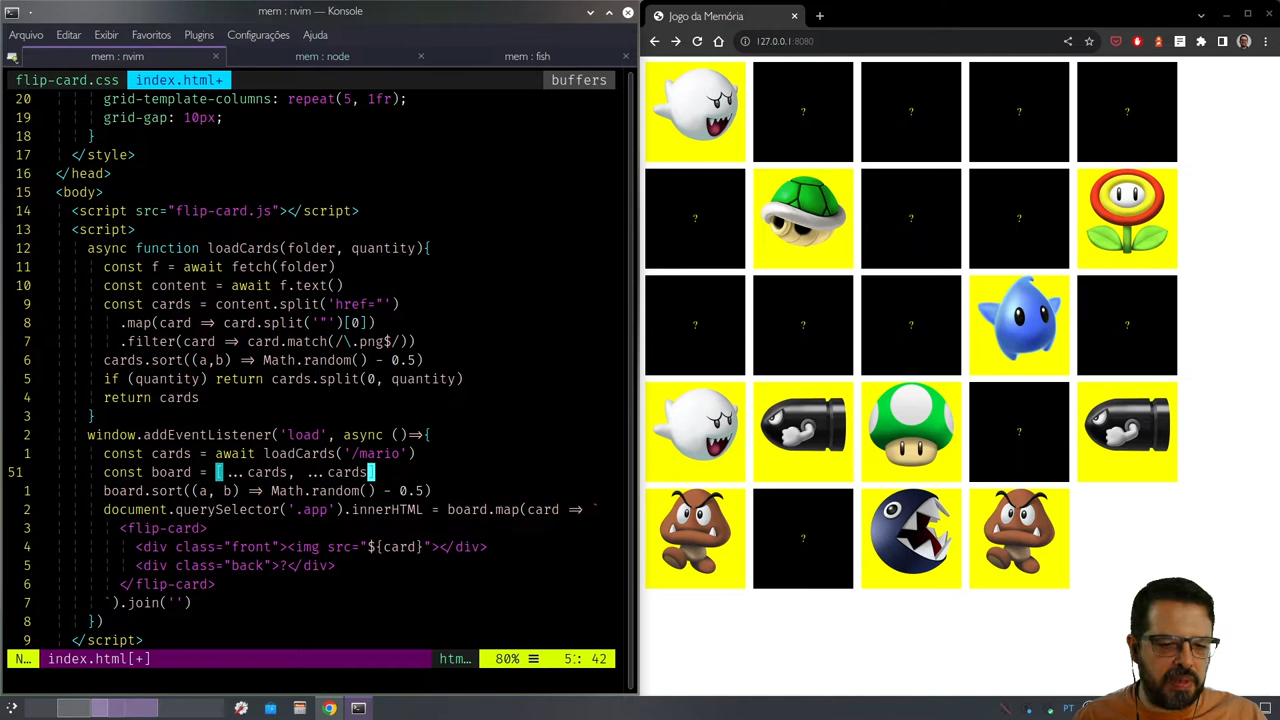 mem : nvim — Konsole
Arquivo Editar Exibir Favoritos Plugins Configurações Ajuda
mem : nvim mem : node mem : fish
flip-card.css index.html+ buffers
20 grid-template-columns: repeat(5, 1fr);
19 grid-gap: 10px;
18 }
17 </style>
16 </head>
15 <body>
14 <script src="flip-card.js"></script>
13 <script>
12 async function loadCards(folder, quantity){
11 const f = await fetch(folder)
10 const content = await f.text()
9 const cards = content.split('href="')
8 .map(card => card.split('"')[0])
7 .filter(card => card.match(/\.png$/))
6 cards.sort((a,b) => Math.random() - 0.5)
5 if (quantity) return cards.split(0, quantity)
4 return cards
3 }
2 window.addEventListener('load', async ()=>{
1 const cards = await loadCards('/mario')
51 const board = [...cards, ...cards]
1 board.sort((a, b) => Math.random() - 0.5)
2 document.querySelector('.app').innerHTML = board.map(card => `
3 <flip-card>
4 <div class="front"><img src="${card}"></div>
5 <div class="back">?</div>
6 </flip-card>
7 `).join('')
8 })
9 </script>
N… index.html[+] htm… 80% 51: 42
Jogo da Memória
127.0.0.1:8080
? ? ? ?
? ? ?
? ? ? ?
?
?
PT